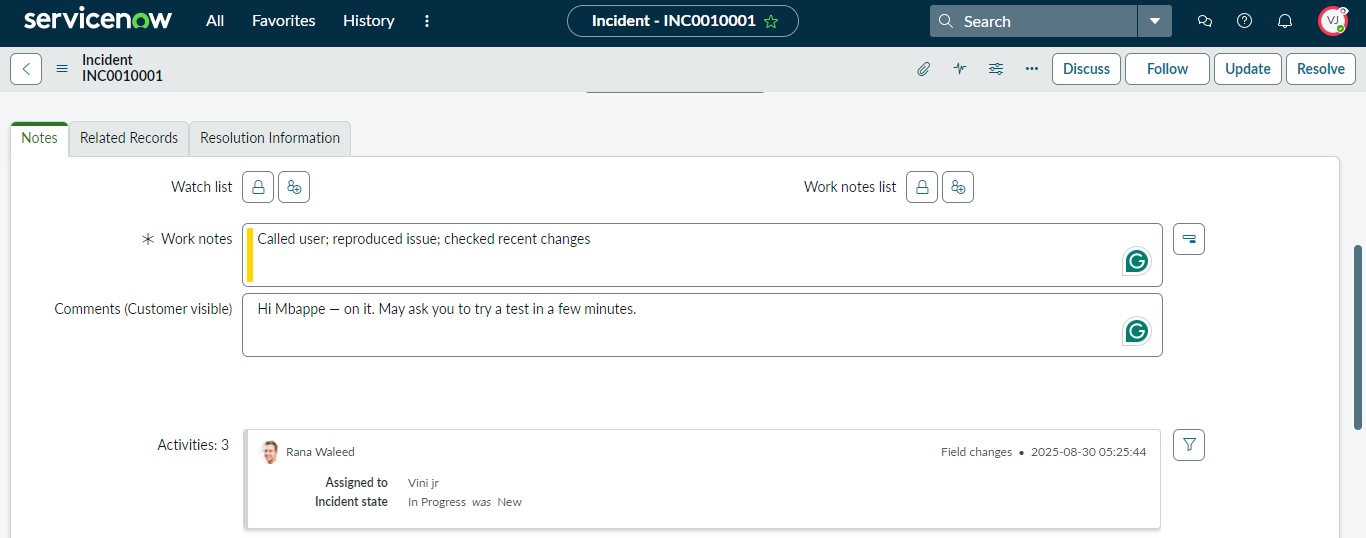 servicenow All Favorites History Incident - INC0010001 Search VJ
Incident
INC0010001
Discuss Follow Update Resolve
Notes Related Records Resolution Information
Watch list Work notes list
Work notes Called user; reproduced issue; checked recent changes
Comments (Customer visible) Hi Mbappe — on it. May ask you to try a test in a few minutes.
Activities: 3
Rana Waleed Field changes • 2025-08-30 05:25:44
Assigned to Vini jr
Incident state In Progress was New